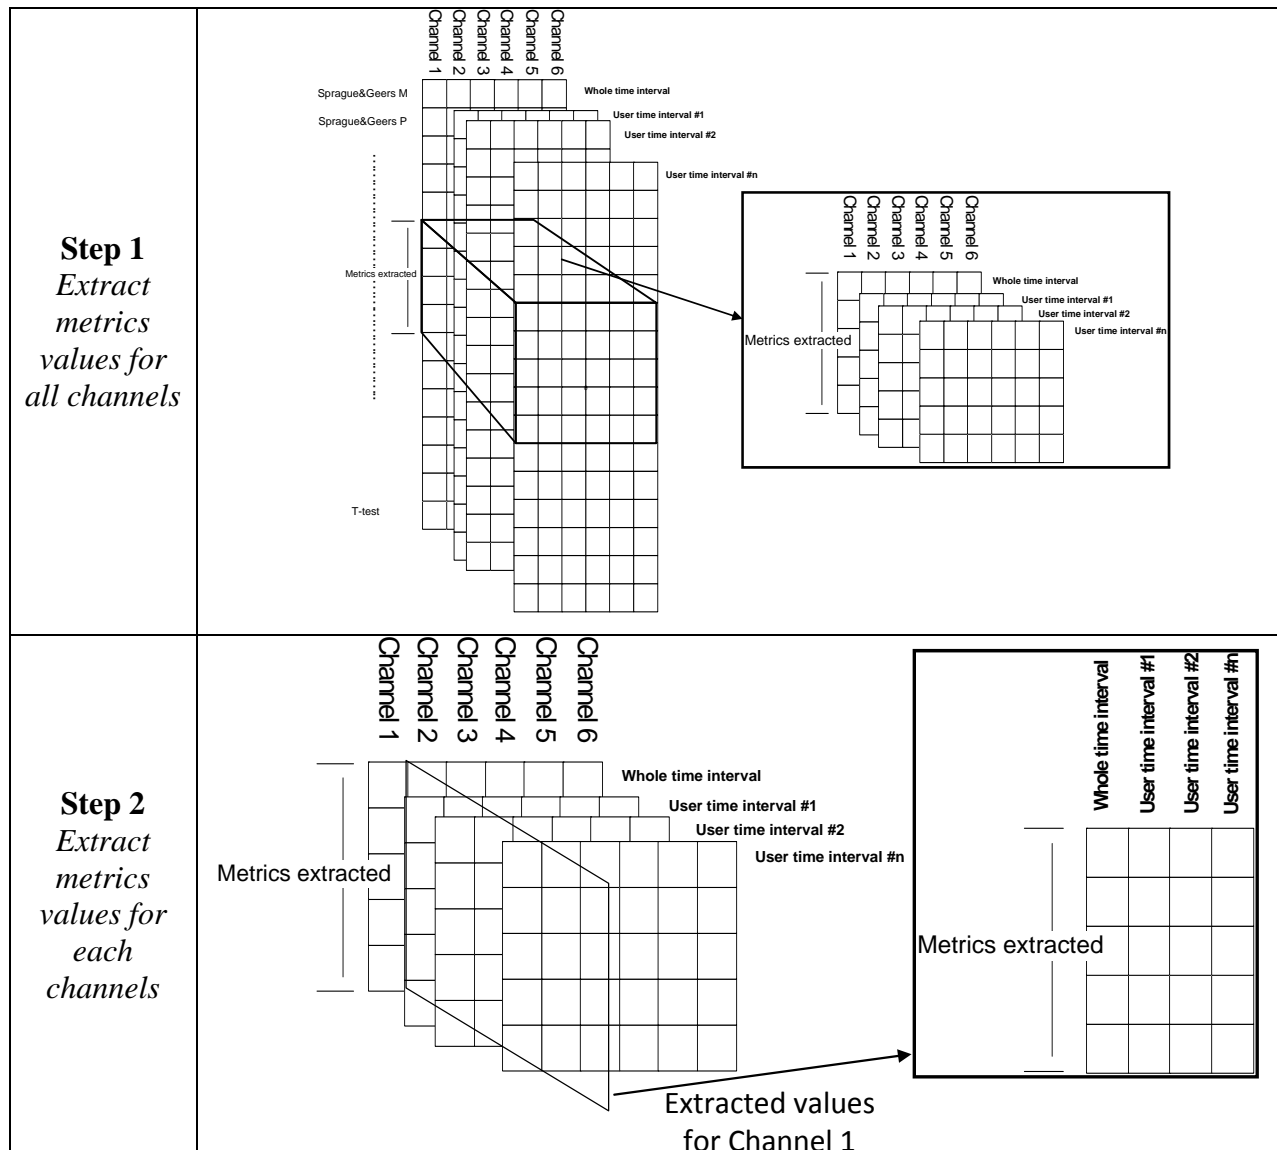 Step 1
Extract
metrics
values for
all channels
Channel 1
Channel 2
Channel 3
Channel 4
Channel 5
Channel 6
Sprague&Geers M
Sprague&Geers P
Metrics extracted
T-test
Whole time interval
User time interval #1
User time interval #2
User time interval #n
Channel 1
Channel 2
Channel 3
Channel 4
Channel 5
Channel 6
Metrics extracted
Whole time interval
User time interval #1
User time interval #2
User time interval #n
Step 2
Extract
metrics
values for
each
channels
Channel 1
Channel 2
Channel 3
Channel 4
Channel 5
Channel 6
Metrics extracted
Whole time interval
User time interval #1
User time interval #2
User time interval #n
Extracted values
for Channel 1
Whole time interval
User time interval #1
User time interval #2
User time interval #n
Metrics extracted